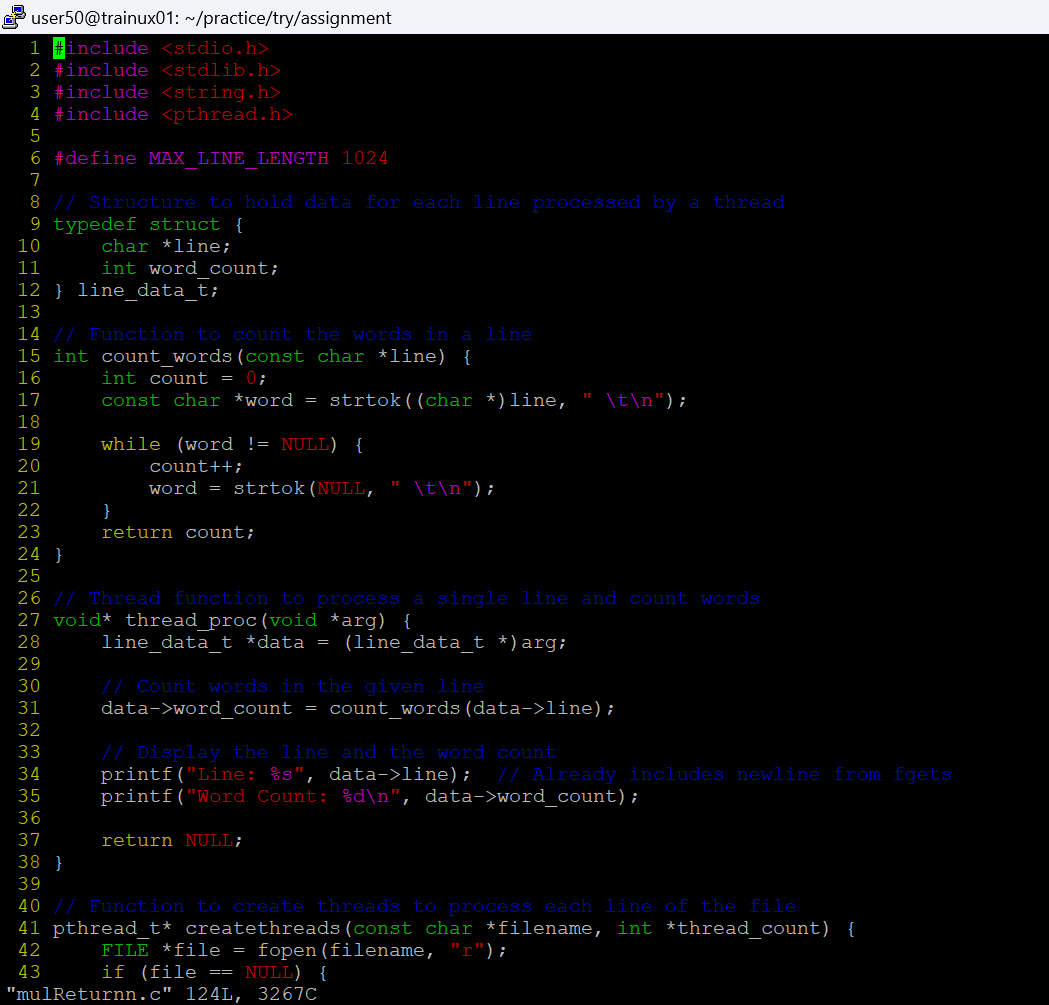 user50@trainux01: ~/practice/try/assignment
1 #include <stdio.h>
2 #include <stdlib.h>
3 #include <string.h>
4 #include <pthread.h>
5
6 #define MAX_LINE_LENGTH 1024
7
8 // Structure to hold data for each line processed by a thread
9 typedef struct {
10     char *line;
11     int word_count;
12 } line_data_t;
13
14 // Function to count the words in a line
15 int count_words(const char *line) {
16     int count = 0;
17     const char *word = strtok((char *)line, " \t\n");
18
19     while (word != NULL) {
20         count++;
21         word = strtok(NULL, " \t\n");
22     }
23     return count;
24 }
25
26 // Thread function to process a single line and count words
27 void* thread_proc(void *arg) {
28     line_data_t *data = (line_data_t *)arg;
29
30     // Count words in the given line
31     data->word_count = count_words(data->line);
32
33     // Display the line and the word count
34     printf("Line: %s", data->line);  // Already includes newline from fgets
35     printf("Word Count: %d\n", data->word_count);
36
37     return NULL;
38 }
39
40 // Function to create threads to process each line of the file
41 pthread_t* createthreads(const char *filename, int *thread_count) {
42     FILE *file = fopen(filename, "r");
43     if (file == NULL) {
"mulReturnn.c" 124L, 3267C